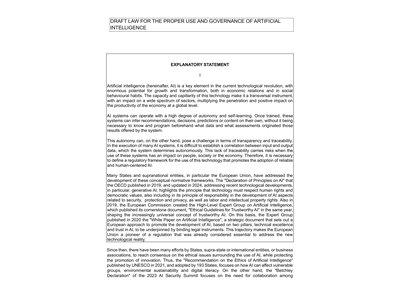 DRAFT LAW FOR THE PROPER USE AND GOVERNANCE OF ARTIFICIAL
INTELLIGENCE
EXPLANATORY STATEMENT
I
Artificial intelligence (hereinafter, AI) is a key element in the current technological revolution, with
enormous potential for growth and transformation, both in economic relations and in social
behavioural habits. The capacity and capillarity of this technology make it a transversal instrument,
with an impact on a wide spectrum of sectors, multiplying the penetration and positive impact on
the productivity of the economy at a global level.
AI systems can operate with a high degree of autonomy and self-learning. Once trained, these
systems can infer recommendations, decisions, predictions or content on their own, without it being
necessary to know and program beforehand what data and what assessments originated those
results offered by the system.
This autonomy can, on the other hand, pose a challenge in terms of transparency and traceability.
In the execution of many AI systems, it is difficult to establish a correlation between input and output
data, which the system determines autonomously. This lack of traceability carries risks when the
use of these systems has an impact on people, society or the economy. Therefore, it is necessary
to define a regulatory framework for the use of this technology that promotes the adoption of reliable
and human-centered AI.
Many States and supranational entities, in particular the European Union, have addressed the
development of these conceptual normative frameworks. The "Declaration of Principles on AI" that
the OECD published in 2019, and updated in 2024, addressing recent technological developments,
in particular generative AI, highlights the principle that technology must respect human rights and
democratic values, also including in its principle of responsibility in the development of AI aspects
related to security, protection and privacy, as well as labor and intellectual property rights. Also in
2019, the European Commission created the High-Level Expert Group on Artificial Intelligence,
which published its cornerstone document, "Ethical Guidelines for Trustworthy AI" in the same year,
shaping the increasingly universal concept of trustworthy AI. On this basis, the Expert Group
published in 2020 the "White Paper on Artificial Intelligence", a strategic document that sets out a
European approach to promote the development of AI, based on two pillars, technical excellence
and trust in AI, to be underpinned by binding legal instruments. This trajectory makes the European
Union a pioneer of a regulation that was already considered essential to address the new
technological reality.
Since then, there have been many efforts by States, supra-state or international entities, or business
associations, to reach consensus on the ethical issues surrounding the use of AI, while protecting
the promotion of innovation. Thus, the "Recommendation on the Ethics of Artificial Intelligence"
published by UNESCO in 2021, and adopted by 193 States, focuses on how AI can affect vulnerable
groups, environmental sustainability and digital literacy. On the other hand, the "Bletchley
Declaration" of the 2023 AI Security Summit focuses on the need for collaboration among